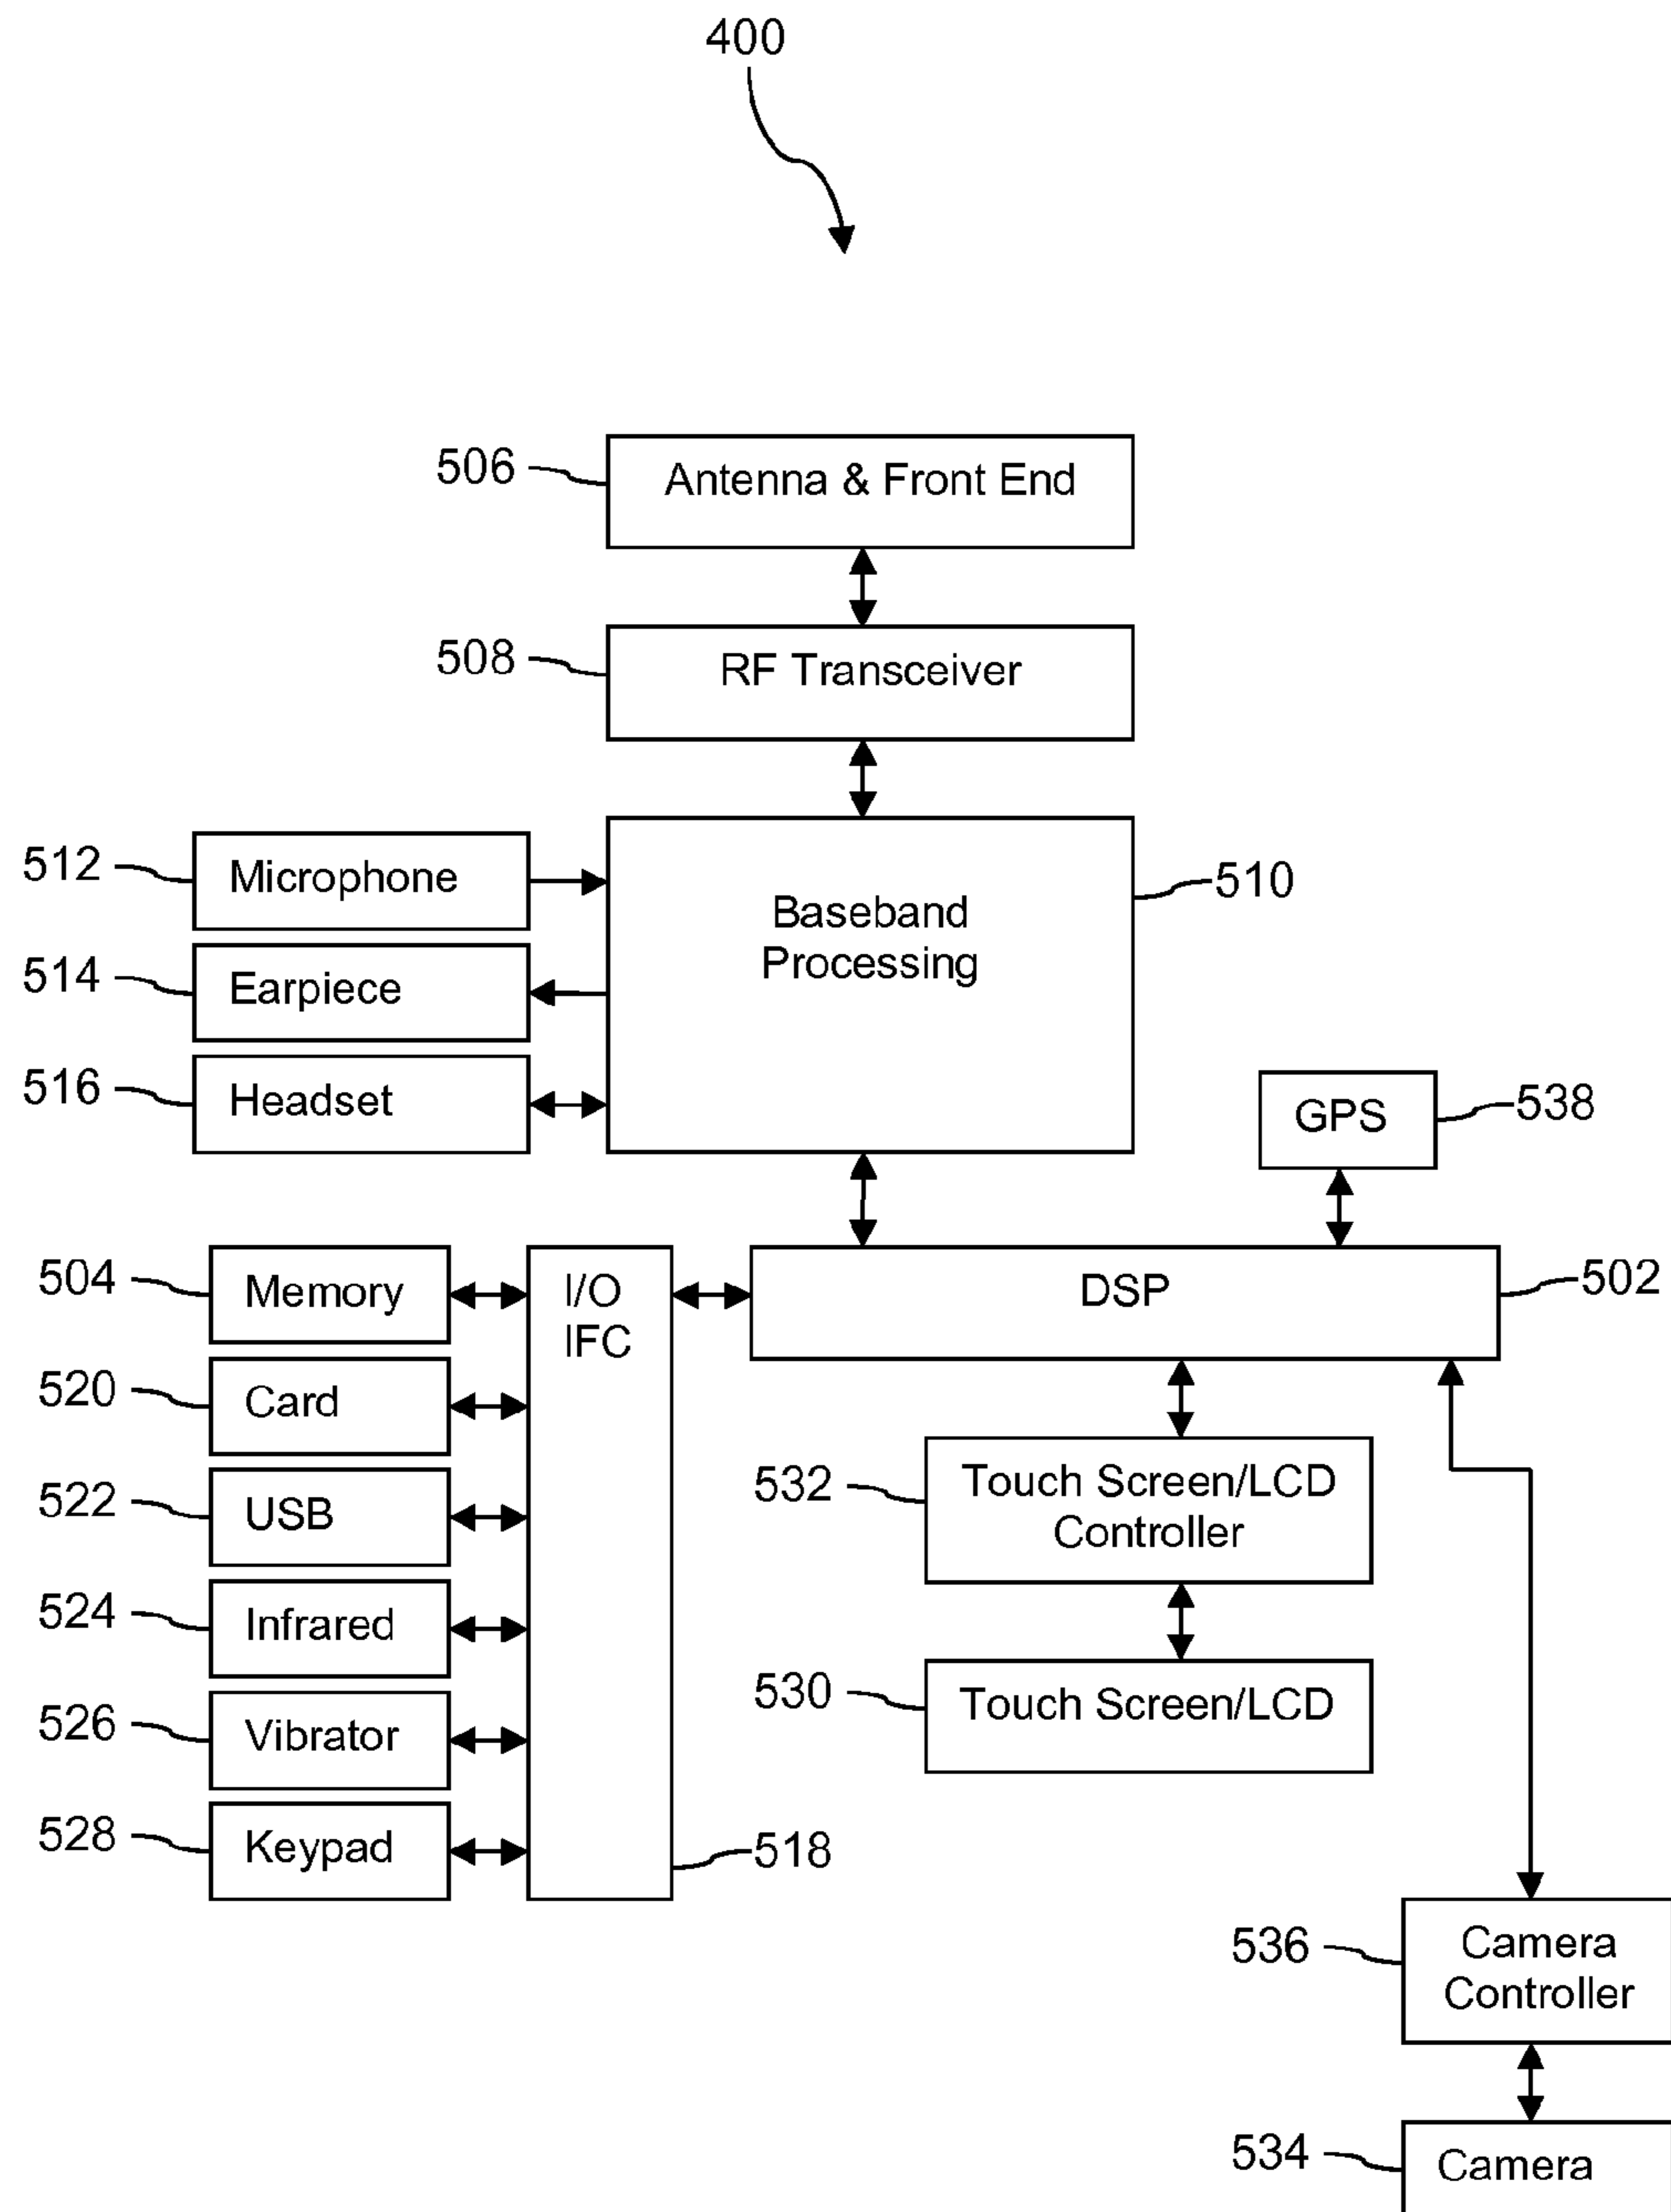 400
506
Antenna & Front End
508
RF Transceiver
512
Microphone
Baseband
Processing
510
514
Earpiece
516
Headset
GPS
538
504
Memory
I/O
IFC
DSP
502
520
Card
522
USB
532
Touch Screen/LCD
Controller
524
Infrared
530
Touch Screen/LCD
526
Vibrator
528
Keypad
518
536
Camera
Controller
534
Camera